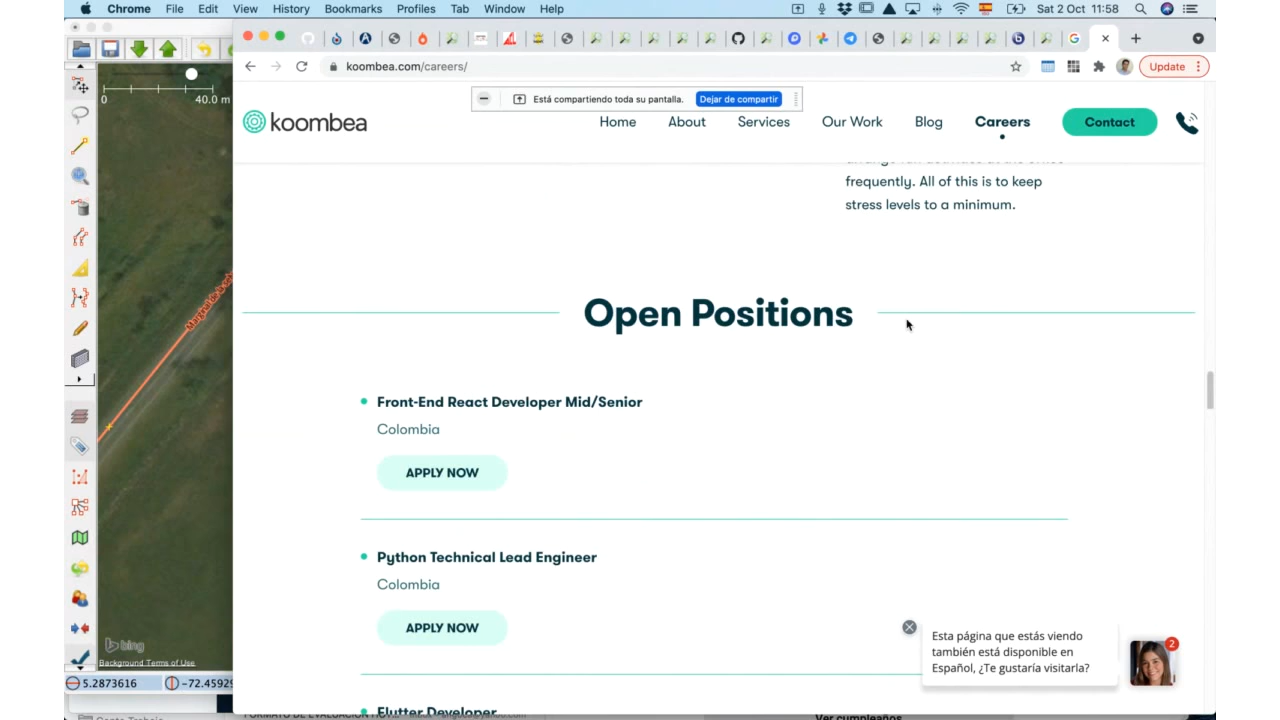 Chrome File Edit View History Bookmarks Profiles Tab Window Help
Sat 2 Oct 11:58
koombea.com/careers/
Update
Está compartiendo toda su pantalla.
Dejar de compartir
koombea
Home About Services Our Work Blog Careers Contact
0 40.0 m
frequently. All of this is to keep
stress levels to a minimum.
Open Positions
Front-End React Developer Mid/Senior
Colombia
APPLY NOW
Python Technical Lead Engineer
Colombia
APPLY NOW
Esta página que estás viendo
también está disponible en
Español, ¿Te gustaría visitarla?
2
bing
Background Terms of Use
5.2873616 -72.4592
Flutter Developer
Ver cumpleaños